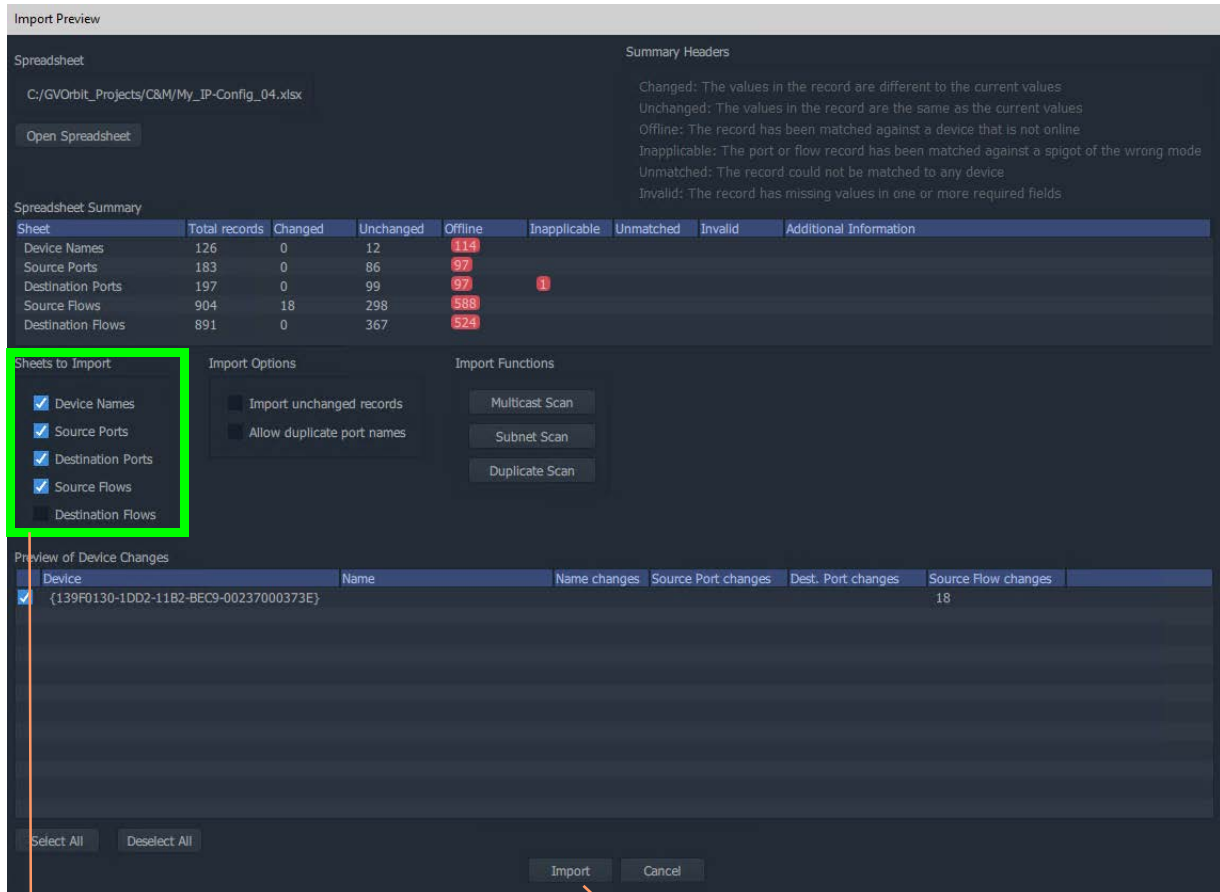 Import Preview
Spreadsheet
C:/GVOrbit_Projects/C&M/My_IP-Config_04.xlsx
Open Spreadsheet
Summary Headers
Changed: The values in the record are different to the current values
Unchanged: The values in the record are the same as the current values
Offline: The record has been matched against a device that is not online
Inapplicable: The port or flow record has been matched against a spigot of the wrong mode
Unmatched: The record could not be matched to any device
Invalid: The record has missing values in one or more required fields
Spreadsheet Summary
Sheet Total records Changed Unchanged Offline Inapplicable Unmatched Invalid Additional Information
Device Names 126 0 12 114
Source Ports 183 0 86 97
Destination Ports 197 0 99 97 1
Source Flows 904 18 298 588
Destination Flows 891 0 367 524
Sheets to Import
Device Names
Source Ports
Destination Ports
Source Flows
Destination Flows
Import Options
Import unchanged records
Allow duplicate port names
Import Functions
Multicast Scan
Subnet Scan
Duplicate Scan
Preview of Device Changes
Device Name Name changes Source Port changes Dest. Port changes Source Flow changes
{139F0130-1DD2-11B2-BEC9-00237000373E} 18
Select All Deselect All
Import Cancel